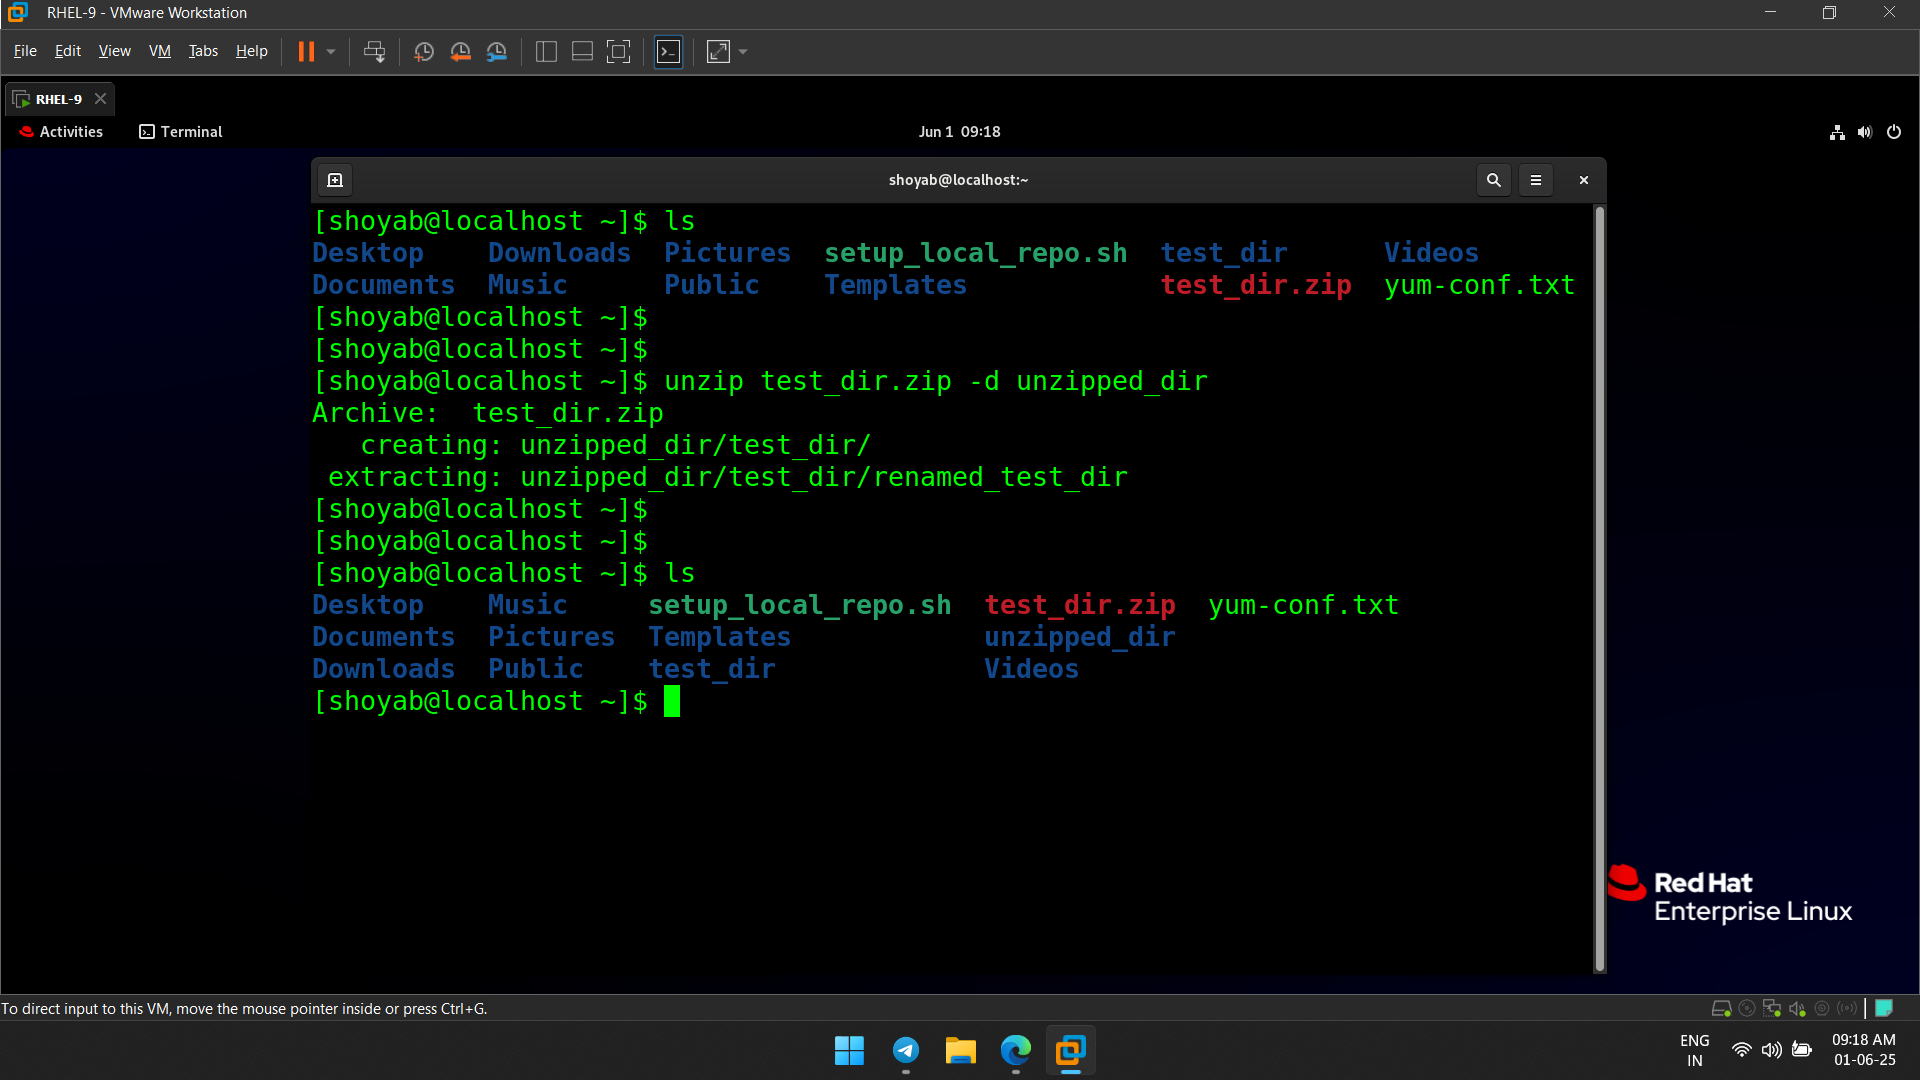 RHEL-9 - VMware Workstation
File Edit View VM Tabs Help
RHEL-9
Activities Terminal Jun 1 09:18
shoyab@localhost:~
[shoyab@localhost ~]$ ls
Desktop Downloads Pictures setup_local_repo.sh test_dir Videos
Documents Music Public Templates test_dir.zip yum-conf.txt
[shoyab@localhost ~]$
[shoyab@localhost ~]$
[shoyab@localhost ~]$ unzip test_dir.zip -d unzipped_dir
Archive: test_dir.zip
creating: unzipped_dir/test_dir/
extracting: unzipped_dir/test_dir/renamed_test_dir
[shoyab@localhost ~]$
[shoyab@localhost ~]$
[shoyab@localhost ~]$ ls
Desktop Music setup_local_repo.sh test_dir.zip yum-conf.txt
Documents Pictures Templates unzipped_dir
Downloads Public test_dir Videos
[shoyab@localhost ~]$
Red Hat
Enterprise Linux
To direct input to this VM, move the mouse pointer inside or press Ctrl+G.
ENG
IN
09:18 AM
01-06-25